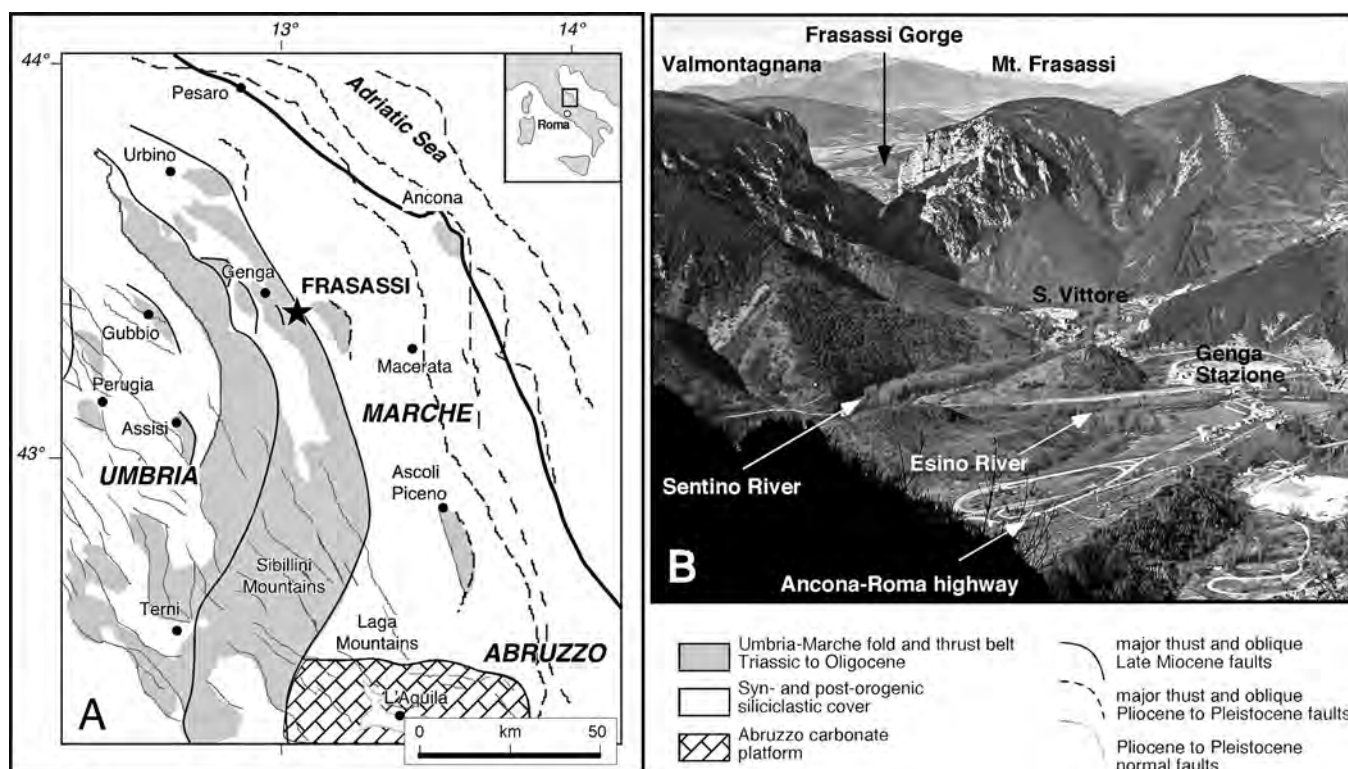 13°
14°
44°
Pesaro
Adriatic Sea
Roma
Urbino
Ancona
Genga
FRASASSI
Gubbio
Macerata
Perugia
MARCHE
Assisi
43°
UMBRIA
Ascoli
Piceno
Sibillini
Mountains
Terni
Laga
Mountains
ABRUZZO
L'Aquila
A
0
km
50
Frasassi Gorge
Valmontagnana
Mt. Frasassi
S. Vittore
Genga
Stazione
Esino River
Sentino River
B
Ancona-Roma highway
Umbria-Marche fold and thrust belt
Triassic to Oligocene
Syn- and post-orogenic
siliciclastic cover
Abruzzo carbonate
platform
major thrust and oblique
Late Miocene faults
major thrust and oblique
Pliocene to Pleistocene faults
Pliocene to Pleistocene
normal faults